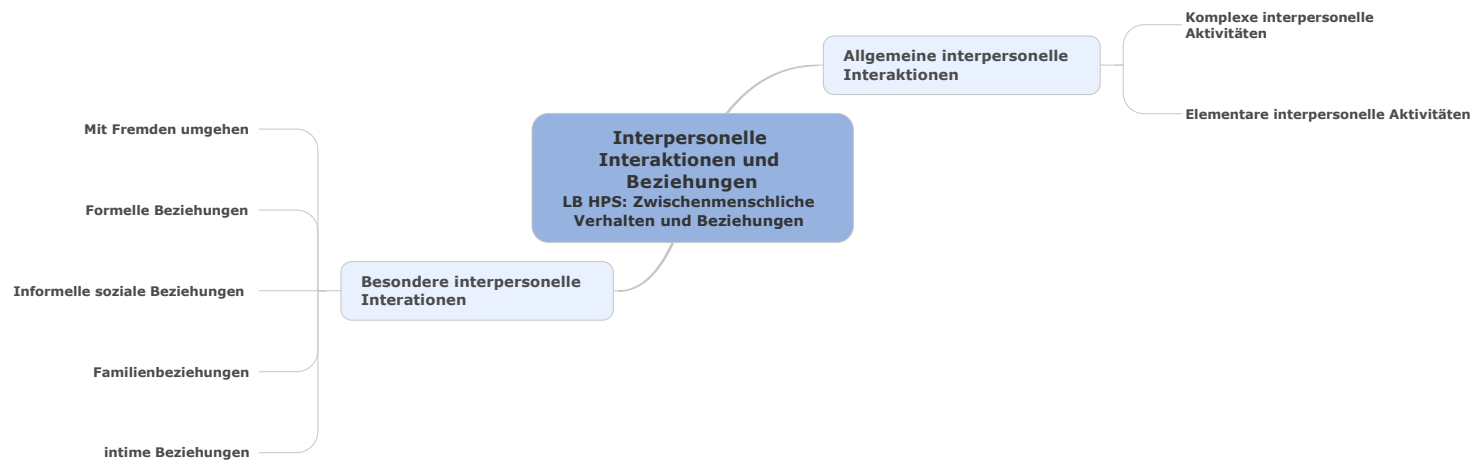 Interpersonelle
Interaktionen und
Beziehungen
LB HPS: Zwischenmenschliche
Verhalten und Beziehungen
Allgemeine interpersonelle
Interaktionen
Komplexe interpersonelle
Aktivitäten
Elementare interpersonelle Aktivitäten
Besondere interpersonelle
Interationen
Mit Fremden umgehen
Formelle Beziehungen
Informelle soziale Beziehungen
Familienbeziehungen
intime Beziehungen